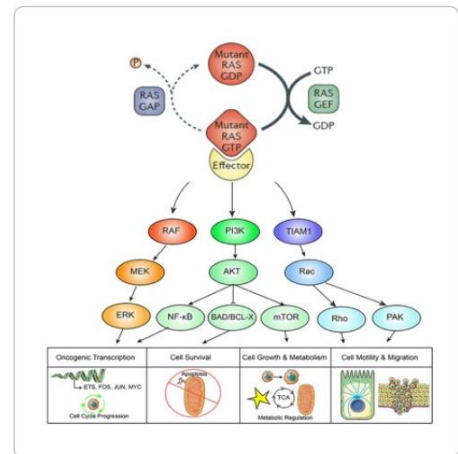 P
Mutant
RAS
GDP
GTP
RAS
GAP
RAS
GEF
GDP
Mutant
RAS
GTP
Effector
RAF
PI3K
TIAM1
MEK
AKT
Rac
ERK
NF-κB
BAD/BCL-X
mTOR
Rho
PAK
Oncogenic Transcription
Cell Survival
Cell Growth & Metabolism
Cell Motility & Migration
ETS, FOS, JUN, MYC
Cell Cycle Progression
Apoptosis
TCA
Metabolic Regulation